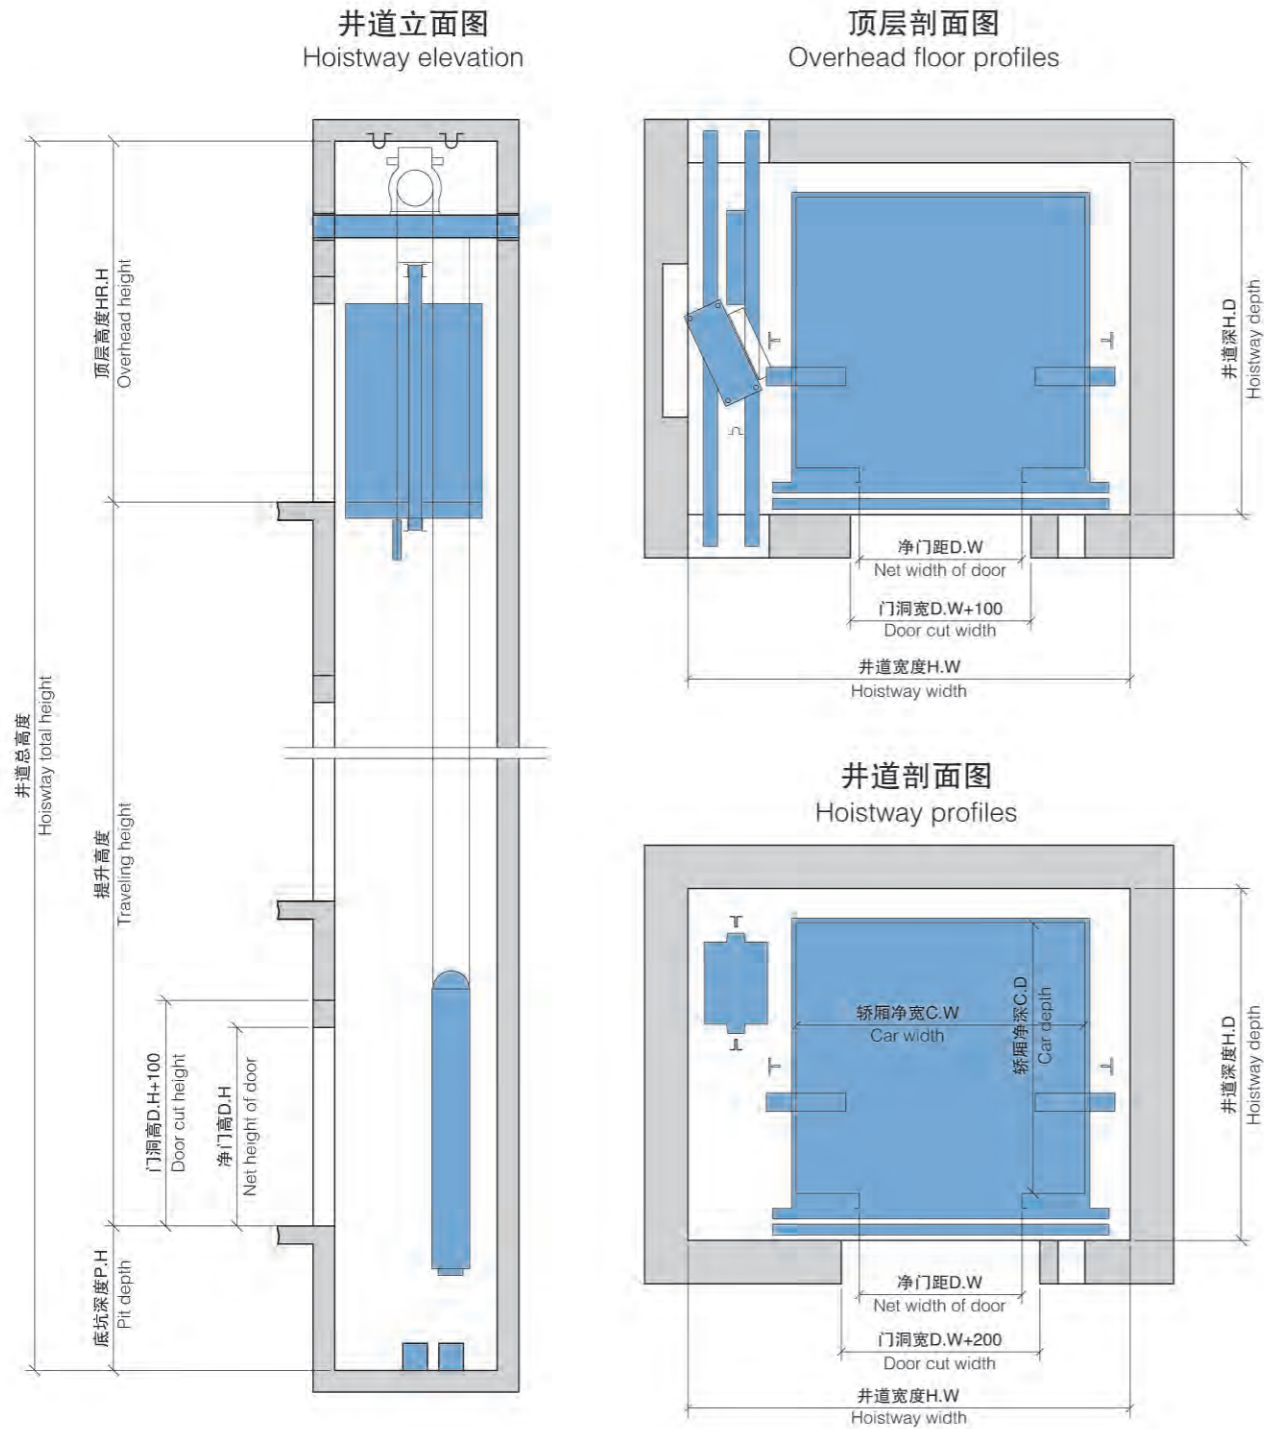 井道立面图
Hoistway elevation
井道总高度
Hoiswtay total height
顶层高度HR.H
Overhead height
提升高度
Traveling height
门洞高D.H+100
Door cut height
净门高D.H
Net height of door
底坑深度P.H
Pit depth
顶层剖面图
Overhead floor profiles
井道深H.D
Hoistway depth
净门距D.W
Net width of door
门洞宽D.W+100
Door cut width
井道宽度H.W
Hoistway width
井道剖面图
Hoistway profiles
轿厢净宽C.W
Car width
轿厢净深C.D
Car depth
井道深度H.D
Hoistway depth
净门距D.W
Net width of door
门洞宽D.W+200
Door cut width
井道宽度H.W
Hoistway width